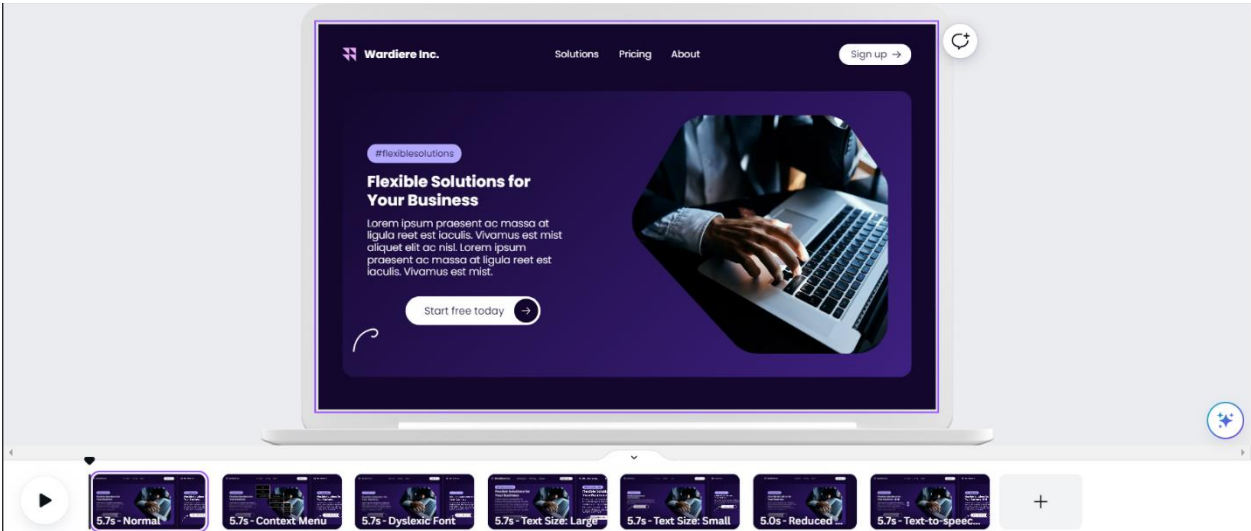 Wardiere Inc.
Solutions Pricing About
Sign up →
#flexiblesolutions
Flexible Solutions for
Your Business
Lorem ipsum praesent ac massa at
ligula reet est iaculis. Vivamus est mist
aliquet elit ac nisl. Lorem ipsum
praesent ac massa at ligula reet est
iaculis. Vivamus est mist.
Start free today →
5.7s - Normal
5.7s - Context Menu
5.7s - Dyslexic Font
5.7s - Text Size: Large
5.7s - Text Size: Small
5.0s - Reduced ...
5.7s - Text-to-speec...